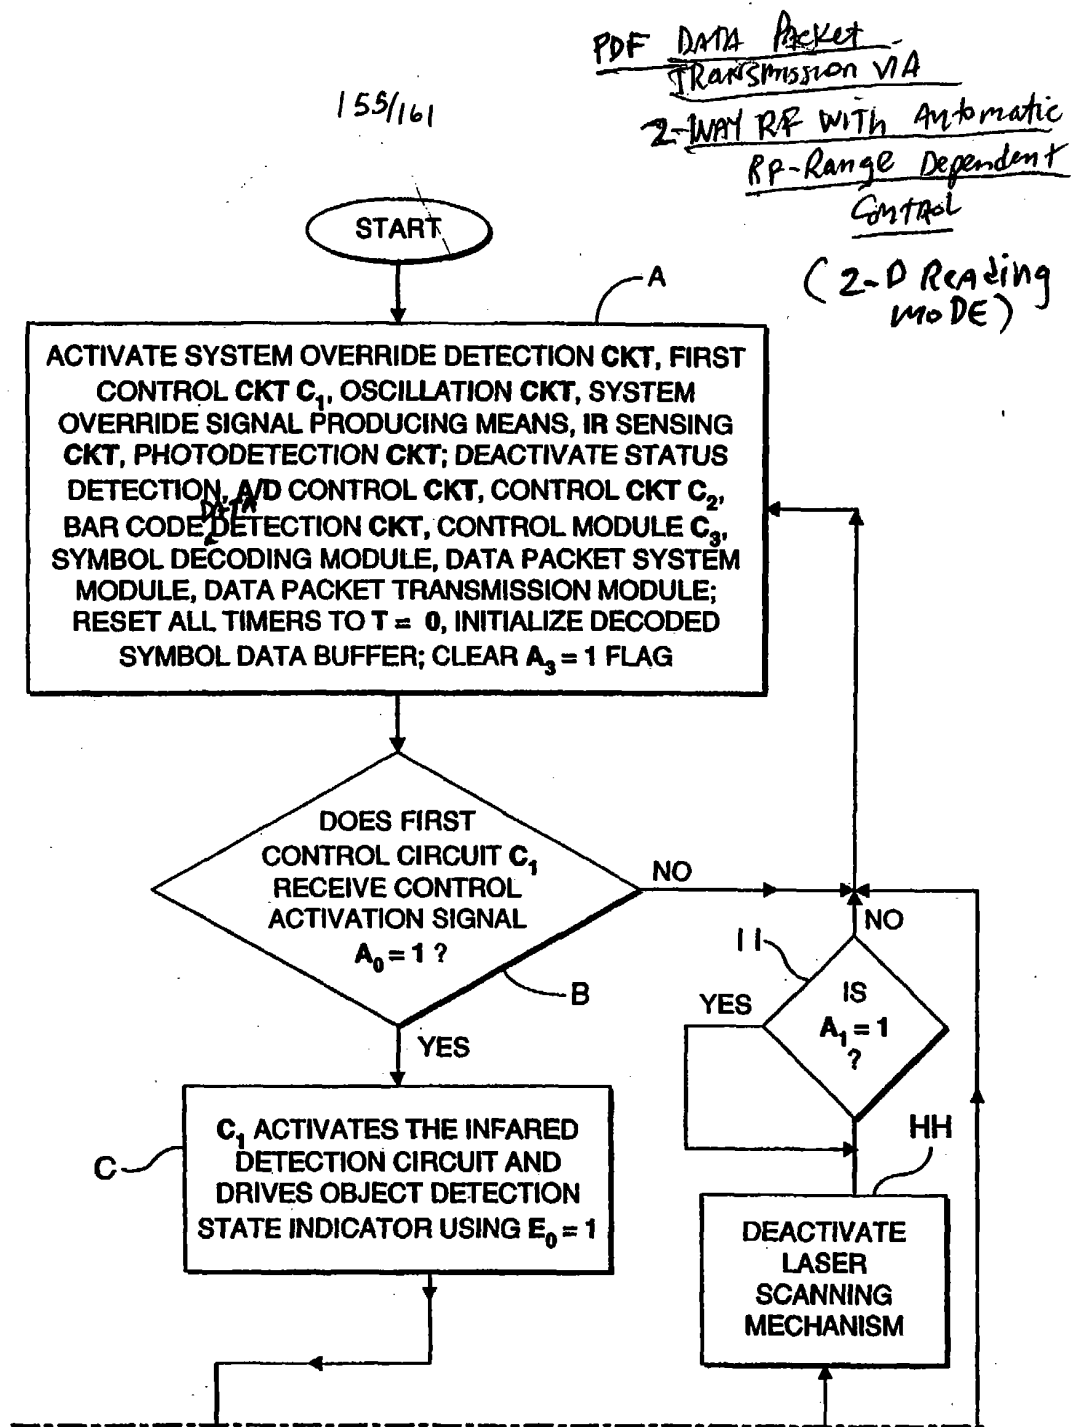 PDF DATA Packet
Transmission VIA
155/161
2-WAY RF WITH Automatic
RF-Range Dependent
Control
(2-D Reading
MODE)
START
A
ACTIVATE SYSTEM OVERRIDE DETECTION CKT, FIRST
CONTROL CKT C₁, OSCILLATION CKT, SYSTEM
OVERRIDE SIGNAL PRODUCING MEANS, IR SENSING
CKT, PHOTODETECTION CKT; DEACTIVATE STATUS
DETECTION, A/D CONTROL CKT, CONTROL CKT C₂,
DATA
BAR CODE DETECTION CKT, CONTROL MODULE C₃,
SYMBOL DECODING MODULE, DATA PACKET SYSTEM
MODULE, DATA PACKET TRANSMISSION MODULE;
RESET ALL TIMERS TO T = 0, INITIALIZE DECODED
SYMBOL DATA BUFFER; CLEAR A₃ = 1 FLAG
DOES FIRST
CONTROL CIRCUIT C₁
RECEIVE CONTROL
ACTIVATION SIGNAL
A₀ = 1 ?
B
NO
YES
NO
II
IS
A₁ = 1
?
YES
C
C₁ ACTIVATES THE INFARED
DETECTION CIRCUIT AND
DRIVES OBJECT DETECTION
STATE INDICATOR USING E₀ = 1
HH
DEACTIVATE
LASER
SCANNING
MECHANISM